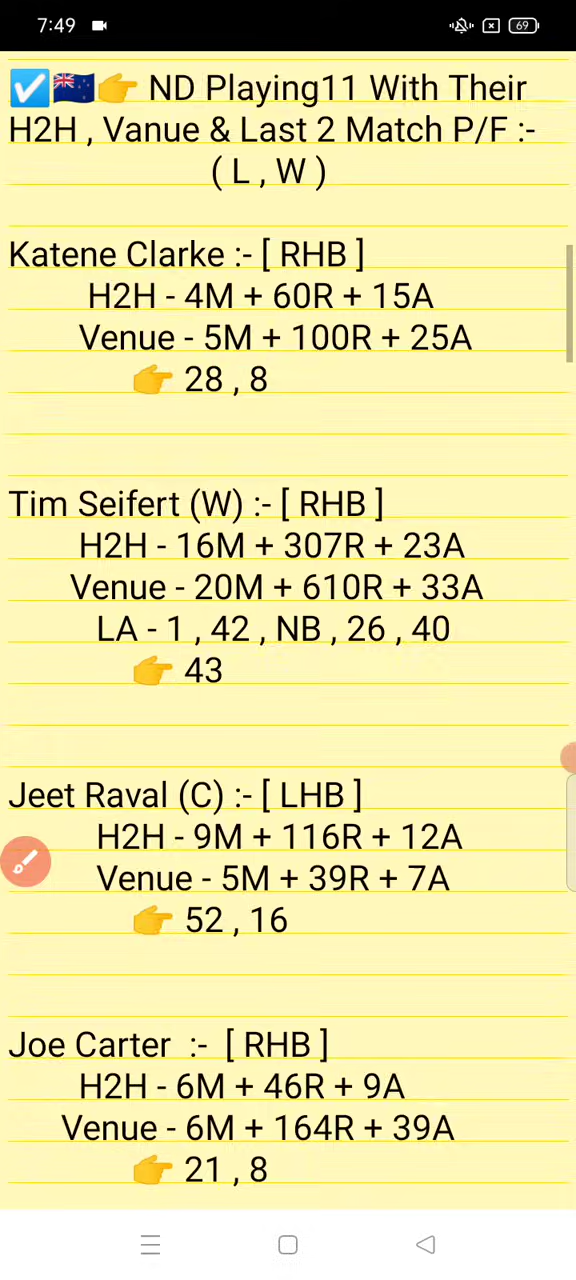 7:49
69
☑️🇳🇿👉 ND Playing11 With Their
H2H , Vanue & Last 2 Match P/F :-
( L , W )
Katene Clarke :- [ RHB ]
H2H - 4M + 60R + 15A
Venue - 5M + 100R + 25A
👉 28 , 8
Tim Seifert (W) :- [ RHB ]
H2H - 16M + 307R + 23A
Venue - 20M + 610R + 33A
LA - 1 , 42 , NB , 26 , 40
👉 43
Jeet Raval (C) :- [ LHB ]
H2H - 9M + 116R + 12A
Venue - 5M + 39R + 7A
👉 52 , 16
Joe Carter :- [ RHB ]
H2H - 6M + 46R + 9A
Venue - 6M + 164R + 39A
👉 21 , 8